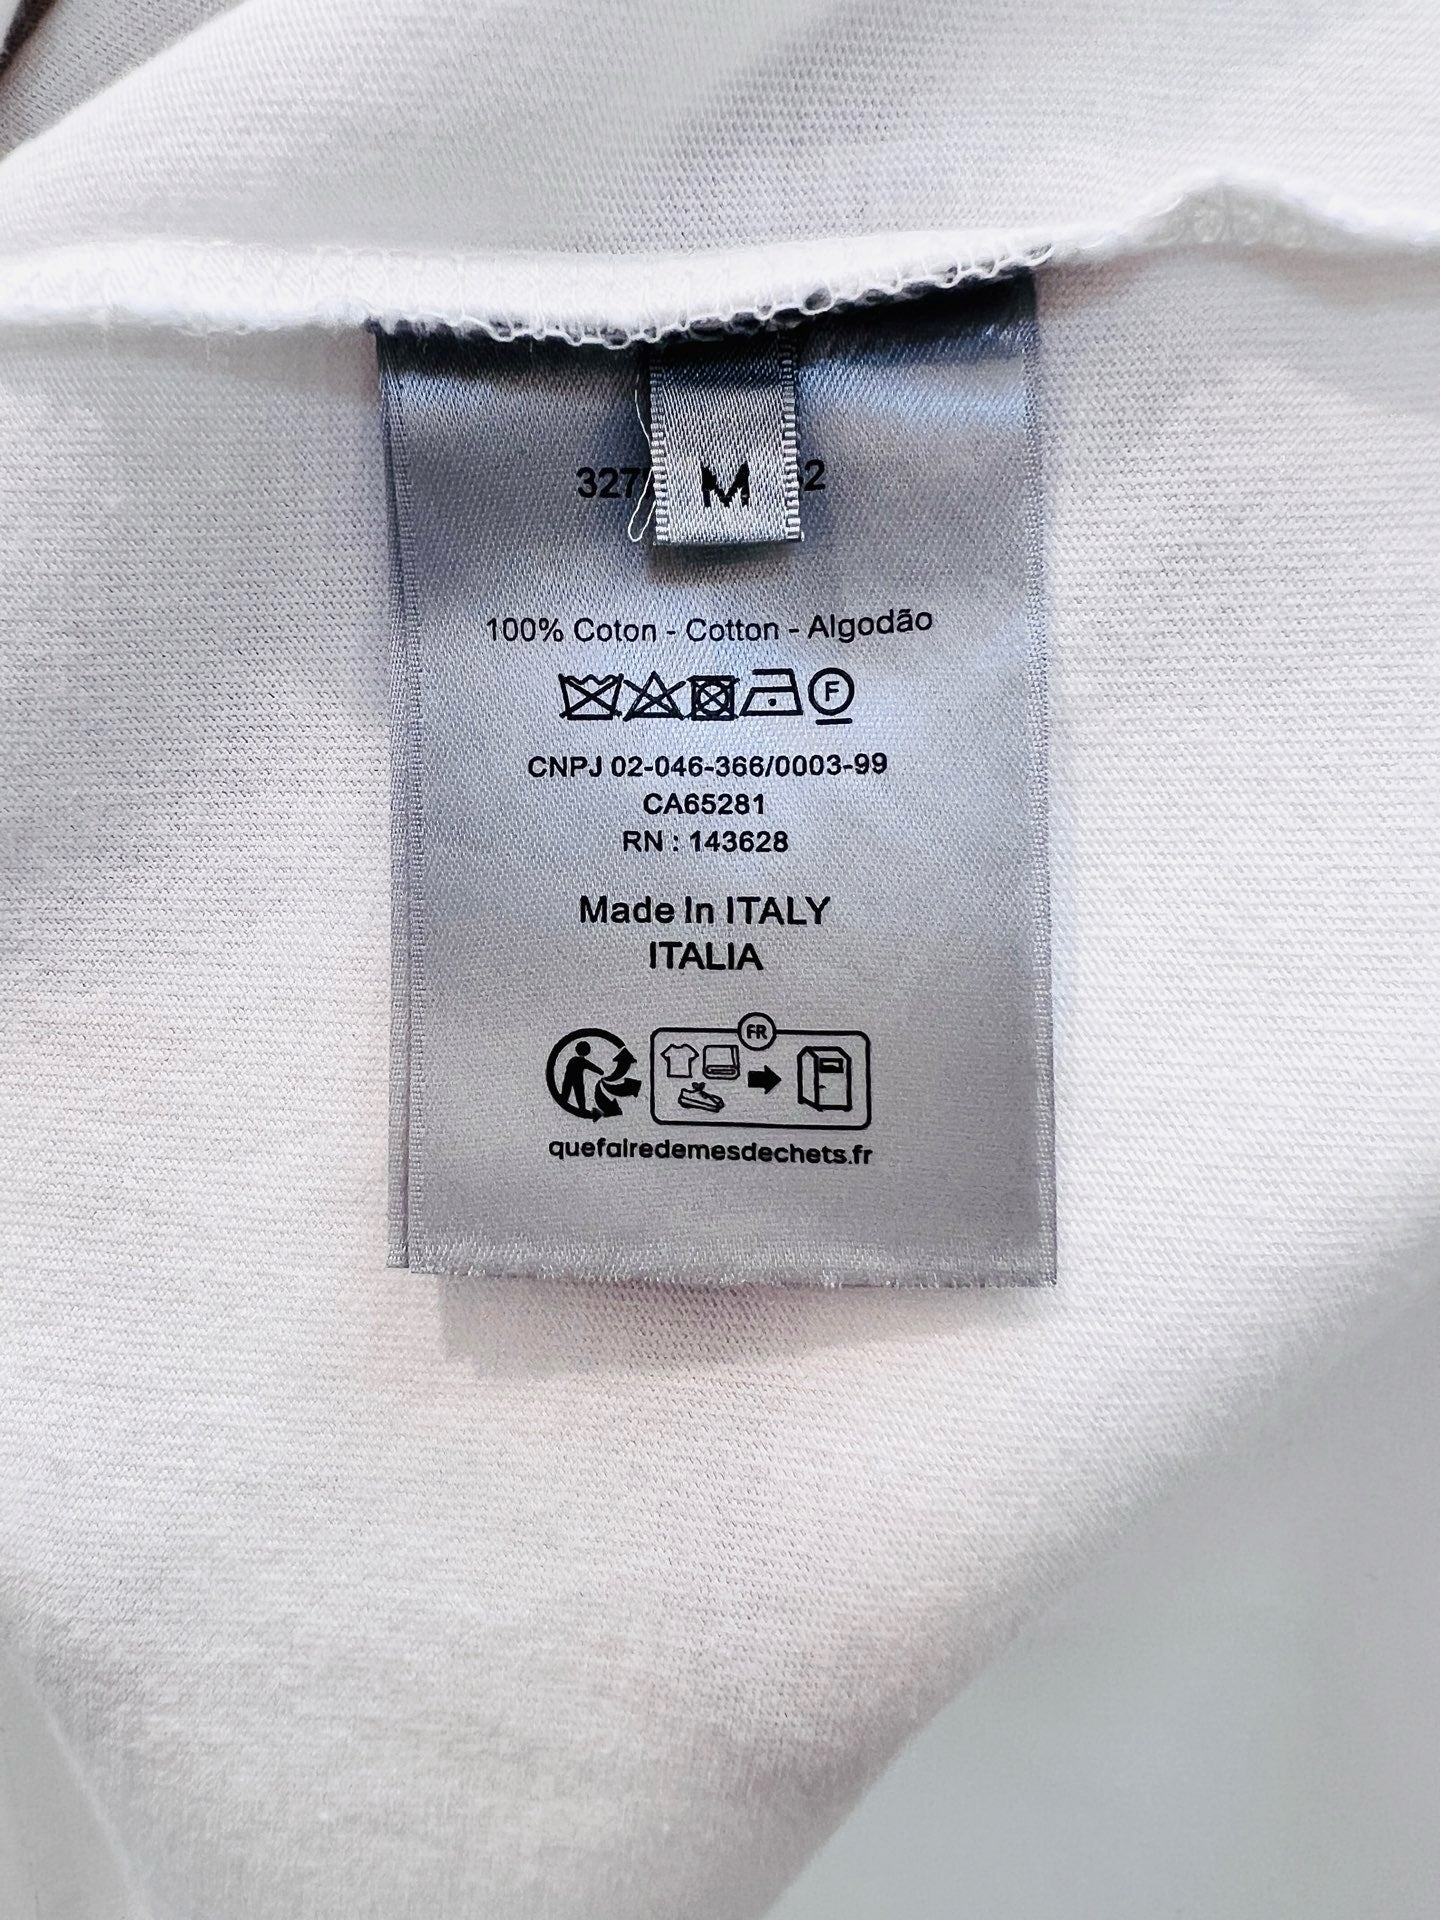 M
100% Coton - Cotton - Algodão
F
CNPJ 02-046-366/0003-99
CA65281
RN : 143628
Made In ITALY
ITALIA
FR
quefairedemesdechets.fr